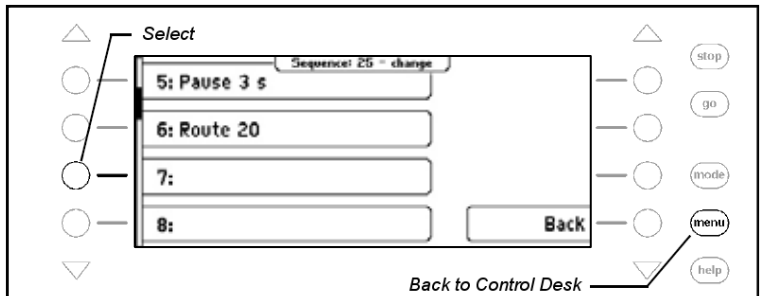 Select
Sequence: 25 - change
stop
5: Pause 3 s
go
6: Route 20
7:
mode
8:
Back
menu
Back to Control Desk
help